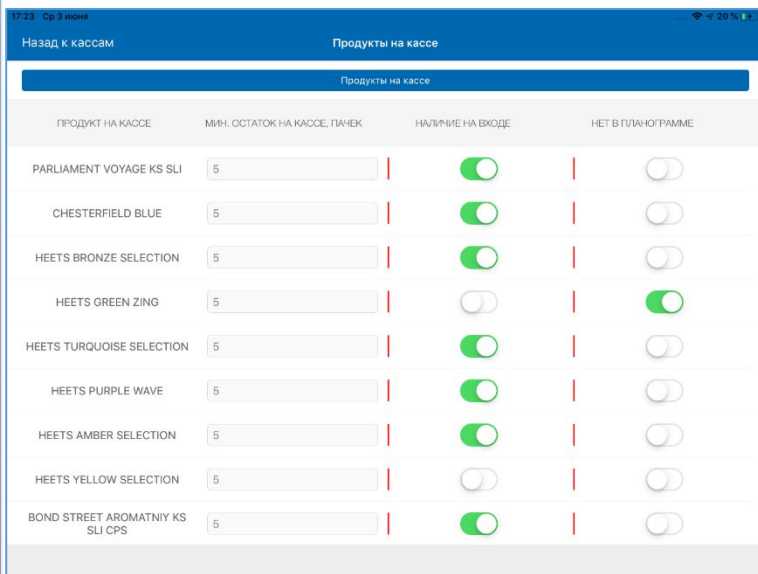 17:23 Ср 3 июня
20 %
Назад к кассам
Продукты на кассе
Продукты на кассе
ПРОДУКТ НА КАССЕ
МИН. ОСТАТОК НА КАССЕ, ПАЧЕК
НАЛИЧИЕ НА ВХОДЕ
НЕТ В ПЛАНОГРАММЕ
PARLIAMENT VOYAGE KS SLI
5
CHESTERFIELD BLUE
5
HEETS BRONZE SELECTION
5
HEETS GREEN ZING
5
HEETS TURQUOISE SELECTION
5
HEETS PURPLE WAVE
5
HEETS AMBER SELECTION
5
HEETS YELLOW SELECTION
5
BOND STREET AROMATNIY KS
SLI CPS
5